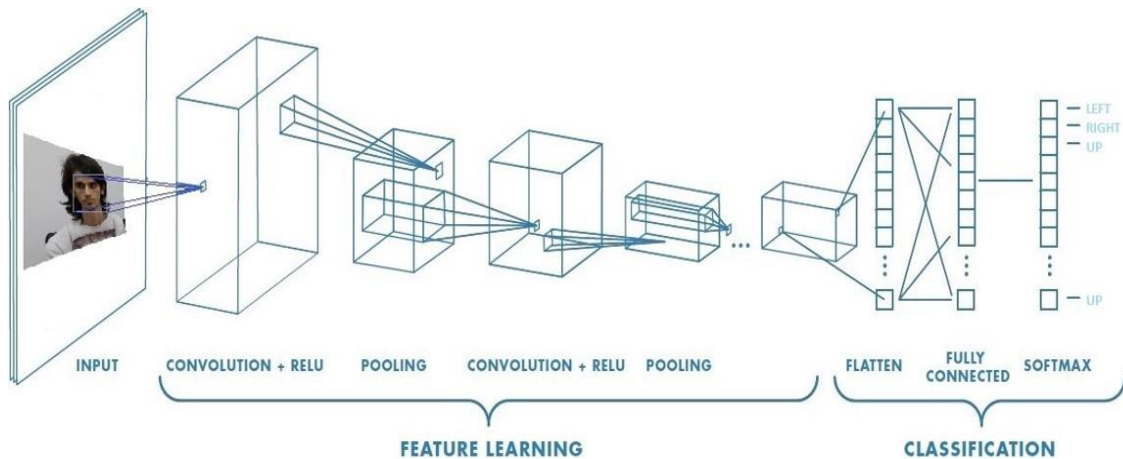 LEFT
RIGHT
UP
UP
INPUT
CONVOLUTION + RELU
POOLING
CONVOLUTION + RELU
POOLING
FLATTEN
FULLY
CONNECTED
SOFTMAX
FEATURE LEARNING
CLASSIFICATION